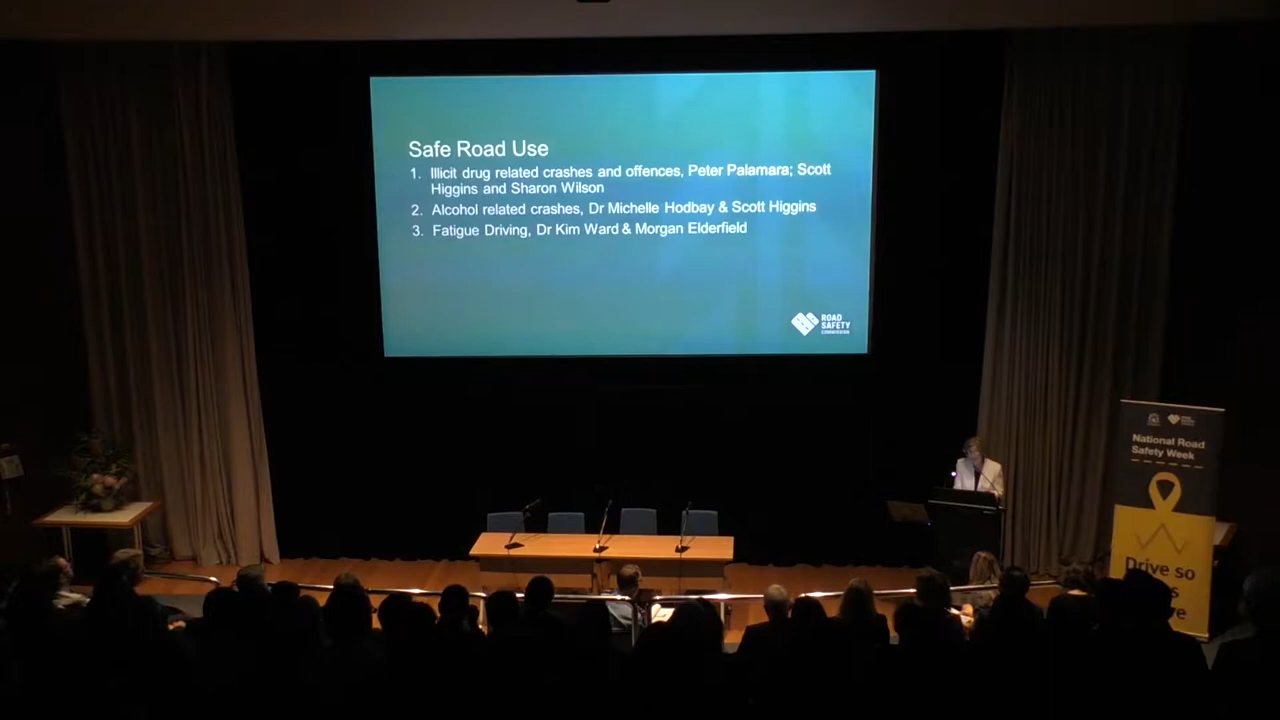 Safe Road Use
1. Illicit drug related crashes and offences, Peter Palamara; Scott
Higgins and Sharon Wilson
2. Alcohol related crashes, Dr Michelle Hodbay & Scott Higgins
3. Fatigue Driving, Dr Kim Ward & Morgan Elderfield
ROAD
SAFETY
COMMISSION
National Road
Safety Week
Drive so